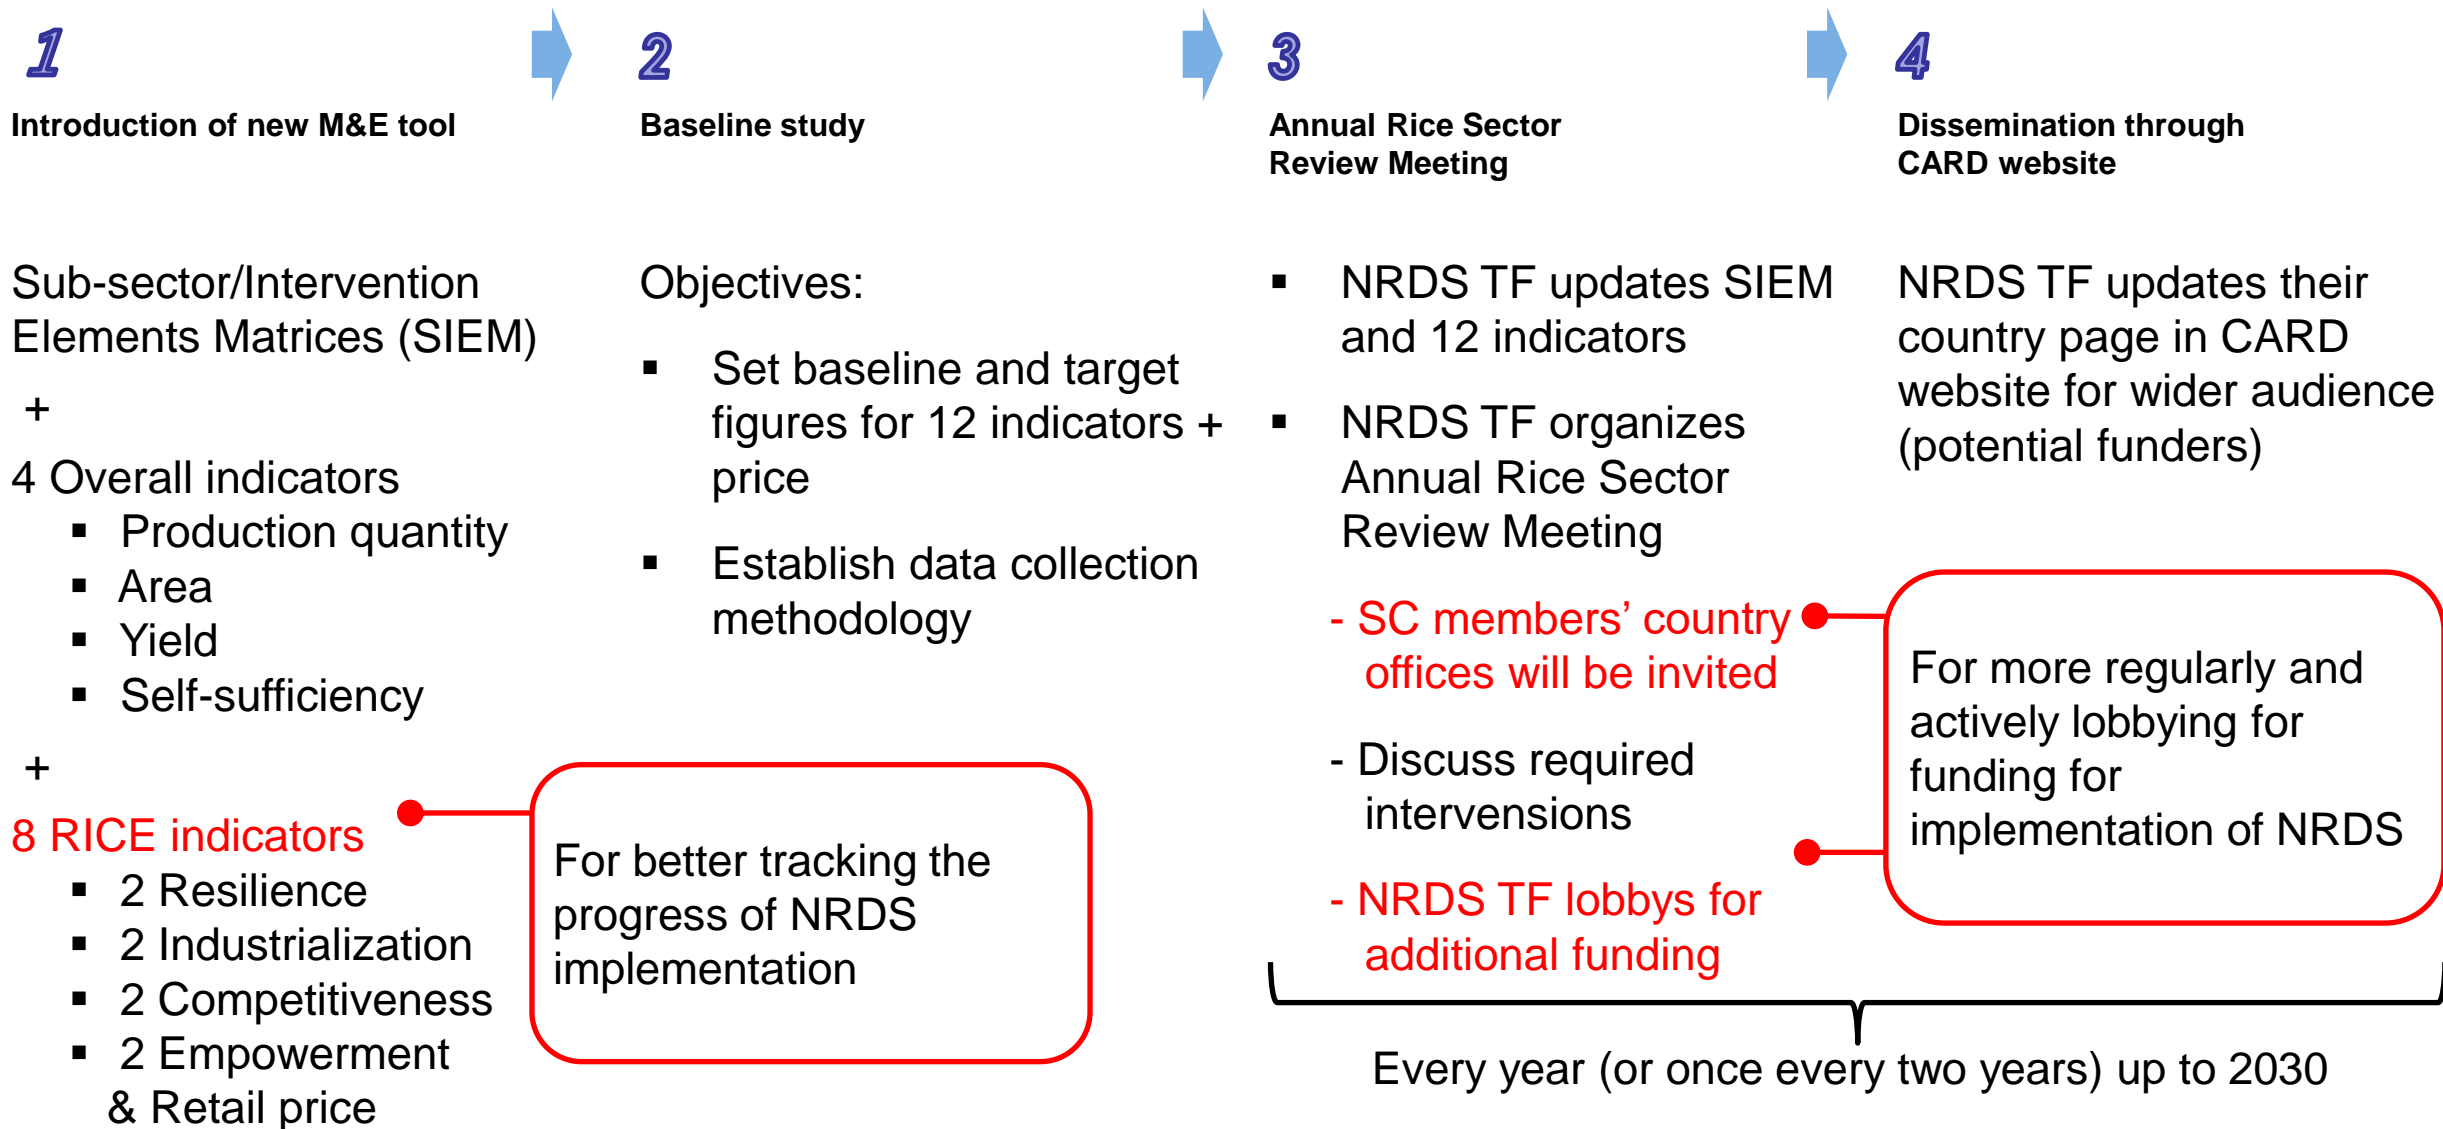 1
Introduction of new M&E tool
Sub-sector/Intervention
Elements Matrices (SIEM)
+
4 Overall indicators
▪ Production quantity
▪ Area
▪ Yield
▪ Self-sufficiency
+
8 RICE indicators
▪ 2 Resilience
▪ 2 Industrialization
▪ 2 Competitiveness
▪ 2 Empowerment
& Retail price
For better tracking the
progress of NRDS
implementation
2
Baseline study
Objectives:
▪ Set baseline and target
figures for 12 indicators +
price
▪ Establish data collection
methodology
3
Annual Rice Sector
Review Meeting
▪ NRDS TF updates SIEM
and 12 indicators
▪ NRDS TF organizes
Annual Rice Sector
Review Meeting
- SC members’ country
offices will be invited
- Discuss required
intervensions
- NRDS TF lobbys for
additional funding
4
Dissemination through
CARD website
NRDS TF updates their
country page in CARD
website for wider audience
(potential funders)
For more regularly and
actively lobbying for
funding for
implementation of NRDS
Every year (or once every two years) up to 2030